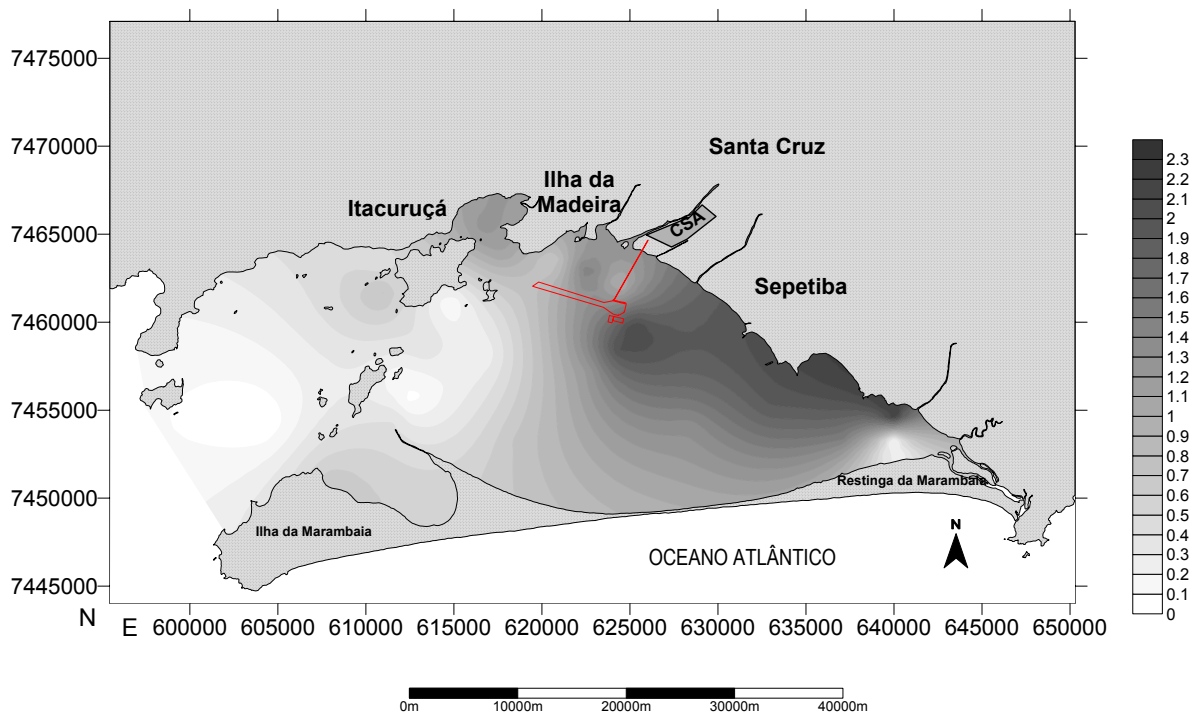 7475000
7470000
7465000
7460000
7455000
7450000
7445000
N
E
600000 605000 610000 615000 620000 625000 630000 635000 640000 645000 650000
Santa Cruz
Ilha da
Madeira
Itacuruçá
CSA
Sepetiba
Restinga da Marambaia
Ilha da Marambaia
OCEANO ATLÂNTICO
N
2.3
2.2
2.1
2
1.9
1.8
1.7
1.6
1.5
1.4
1.3
1.2
1.1
1
0.9
0.8
0.7
0.6
0.5
0.4
0.3
0.2
0.1
0
0m 10000m 20000m 30000m 40000m